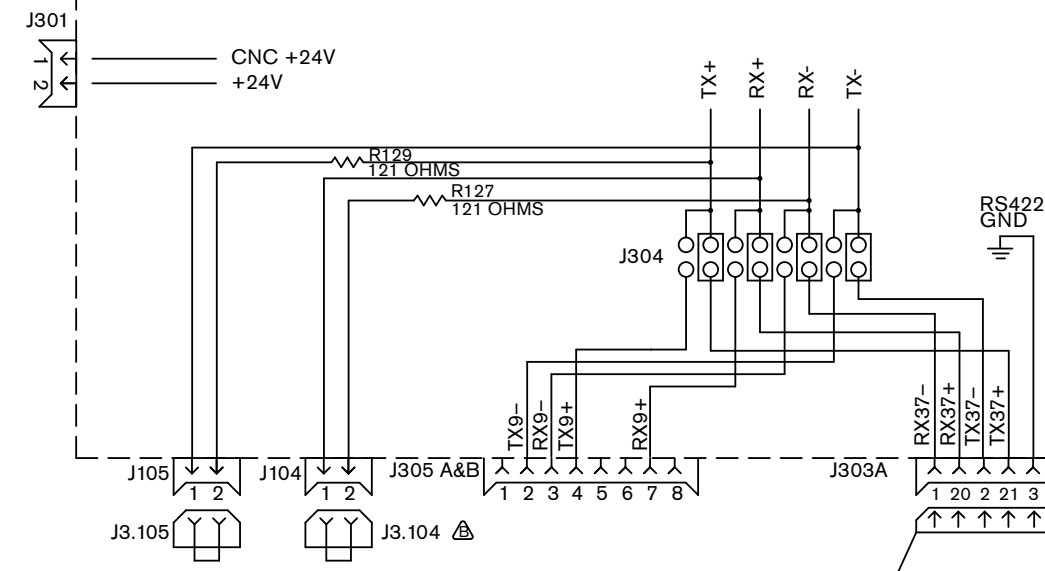 J301
1
2
CNC +24V
+24V
TX+
RX+
RX-
TX-
R129
121 OHMS
R127
121 OHMS
J304
RS422
GND
TX9-
RX9-
TX9+
RX9+
RX37-
RX37+
TX37-
TX37+
J105
1 2
J104
1 2
J305 A&B
1 2 3 4 5 6 7 8
J303A
1 20 2 21 3
J3.105
J3.104 B